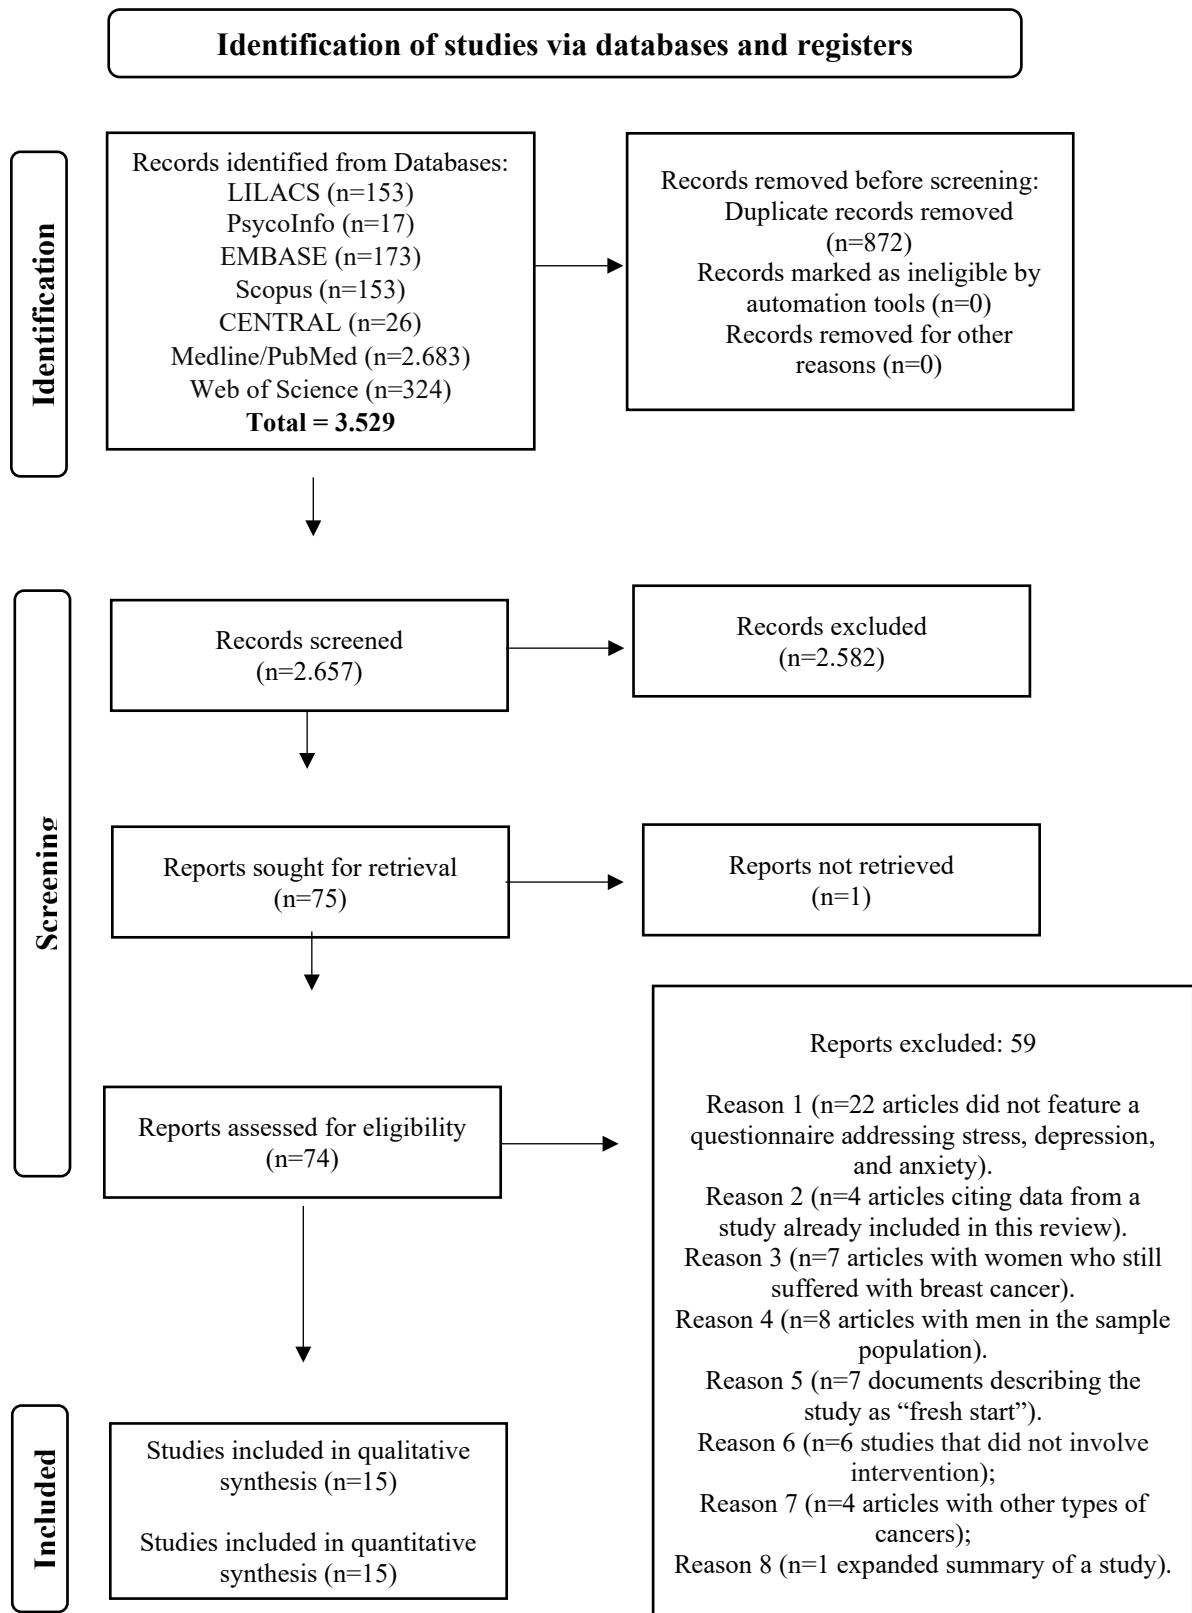 Identification of studies via databases and registers
Identification
Records identified from Databases:
LILACS (n=153)
PsycoInfo (n=17)
EMBASE (n=173)
Scopus (n=153)
CENTRAL (n=26)
Medline/PubMed (n=2.683)
Web of Science (n=324)
Total = 3.529
Records removed before screening:
Duplicate records removed
(n=872)
Records marked as ineligible by
automation tools (n=0)
Records removed for other
reasons (n=0)
Screening
Records screened
(n=2.657)
Records excluded
(n=2.582)
Reports sought for retrieval
(n=75)
Reports not retrieved
(n=1)
Reports assessed for eligibility
(n=74)
Reports excluded: 59
Reason 1 (n=22 articles did not feature a
questionnaire addressing stress, depression,
and anxiety).
Reason 2 (n=4 articles citing data from a
study already included in this review).
Reason 3 (n=7 articles with women who still
suffered with breast cancer).
Reason 4 (n=8 articles with men in the sample
population).
Reason 5 (n=7 documents describing the
study as “fresh start”).
Reason 6 (n=6 studies that did not involve
intervention);
Reason 7 (n=4 articles with other types of
cancers);
Reason 8 (n=1 expanded summary of a study).
Included
Studies included in qualitative
synthesis (n=15)
Studies included in quantitative
synthesis (n=15)